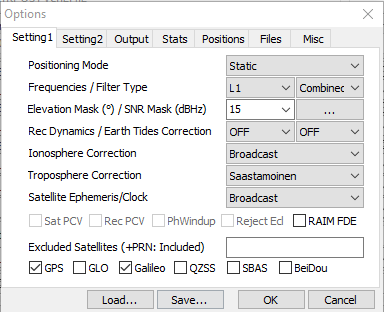 Options
Setting1 Setting2 Output Stats Positions Files Misc
Positioning Mode Static
Frequencies / Filter Type L1 Combined
Elevation Mask (°) / SNR Mask (dBHz) 15 ...
Rec Dynamics / Earth Tides Correction OFF OFF
Ionosphere Correction Broadcast
Troposphere Correction Saastamoinen
Satellite Ephemeris/Clock Broadcast
Sat PCV Rec PCV PhWindup Reject Ecl RAIM FDE
Excluded Satellites (+PRN: Included)
GPS GLO Galileo QZSS SBAS BeiDou
Load... Save... OK Cancel